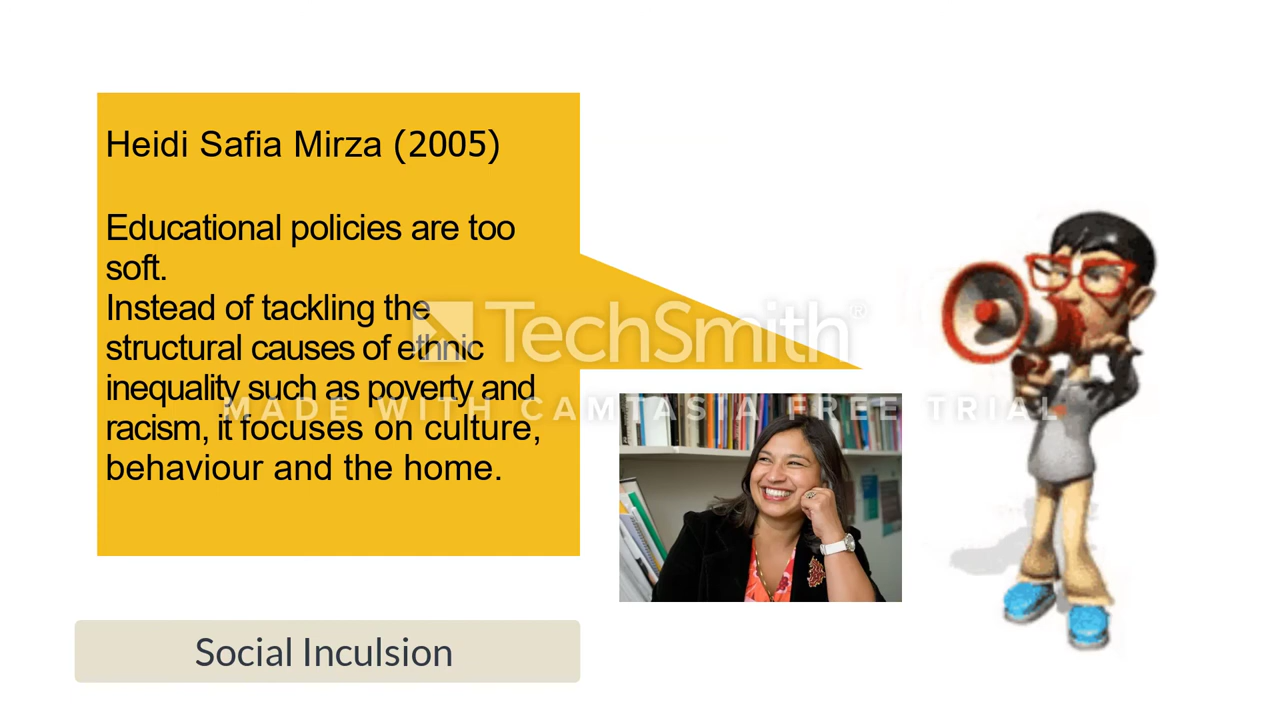 Heidi Safia Mirza (2005)
Educational policies are too
soft.
Instead of tackling the
structural causes of ethnic
inequality such as poverty and
racism, it focuses on culture,
behaviour and the home.
TechSmith®
MADE WITH CAMTASIA FREE TRIAL
Social Inculsion